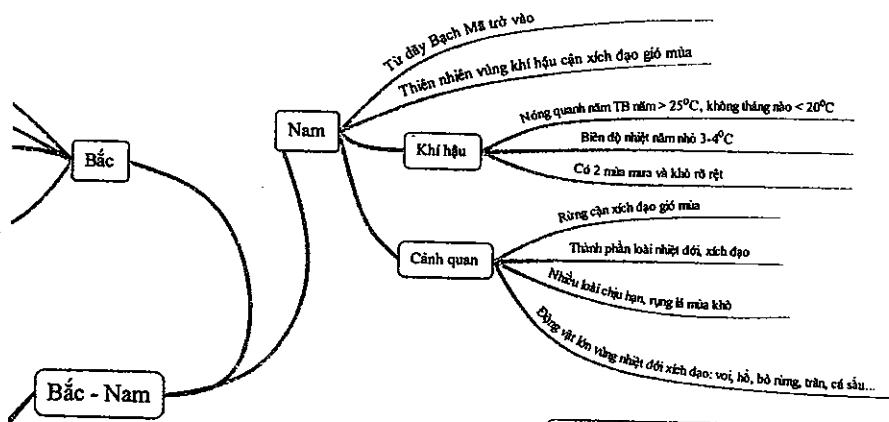 Từ dãy Bạch Mã trở vào
Thiên nhiên vùng khí hậu cận xích đạo gió mùa
Nam
Nóng quanh năm TB năm > 25⁰C, không tháng nào < 20⁰C
Khí hậu
Biên độ nhiệt năm nhỏ 3-4⁰C
Có 2 mùa mưa và khô rõ rệt
Bắc
Rừng cận xích đạo gió mùa
Cảnh quan
Thành phần loài nhiệt đới, xích đạo
Nhiều loài chịu hạn, rụng lá mùa khô
Động vật lớn vùng nhiệt đới xích đạo: voi, hổ, bò rừng, trăn, cá sấu...
Bắc - Nam